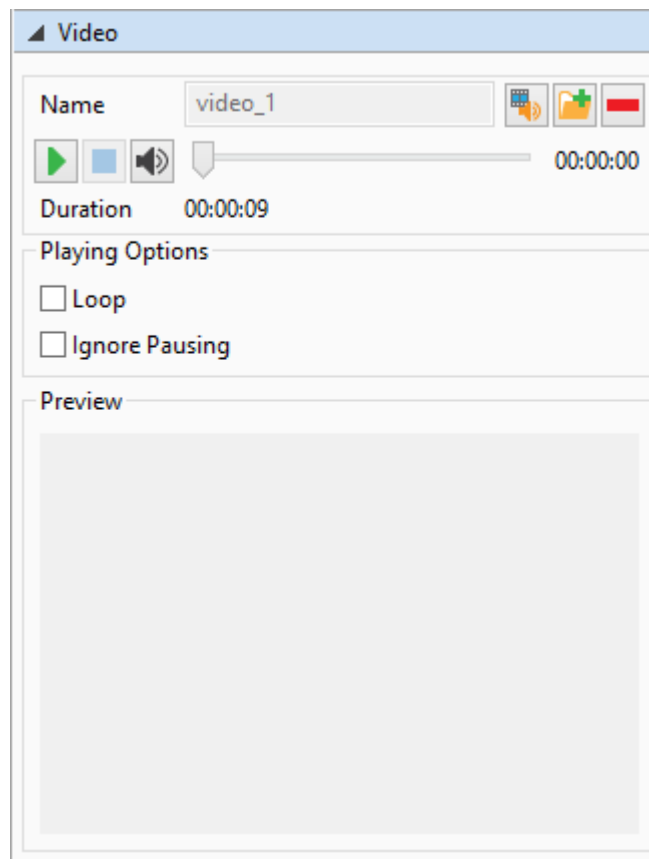 Video
Name video_1
00:00:00
Duration 00:00:09
Playing Options
Loop
Ignore Pausing
Preview